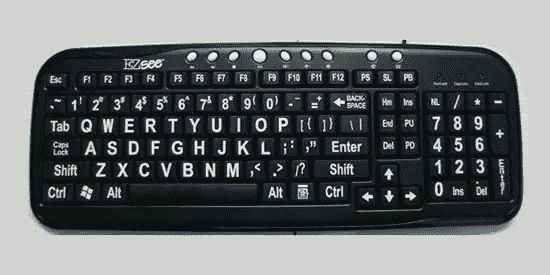 EZsee
Esc F1 F2 F3 F4 F5 F6 F7 F8 F9 F10 F11 F12 PS SL PB
~ 1! 2@ 3# 4$ 5% 6^ 7& 8* 9( 0) - = + ← BACK-SPACE Hm Ins NL / * -
Tab Q W E R T Y U I O P [ { ] } \ | End PU 7 8 9 +
Caps Lock A S D F G H J K L ; : ' " Enter Del PD 4 5 6
Shift Z X C V B N M , < . > / ? Shift ↑ 1 2 3 Enter
Ctrl Alt Alt Ctrl ← ↓ → 0 Ins . Del